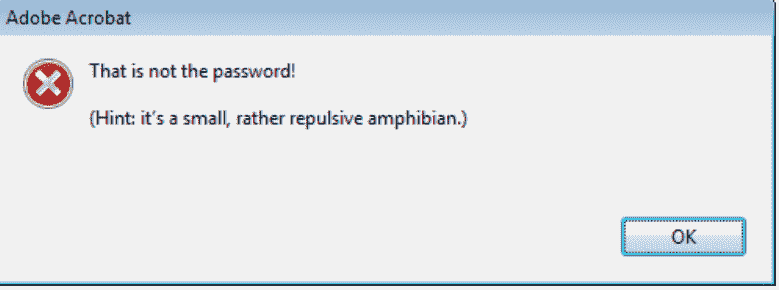 Adobe Acrobat
That is not the password!
(Hint: it's a small, rather repulsive amphibian.)
OK